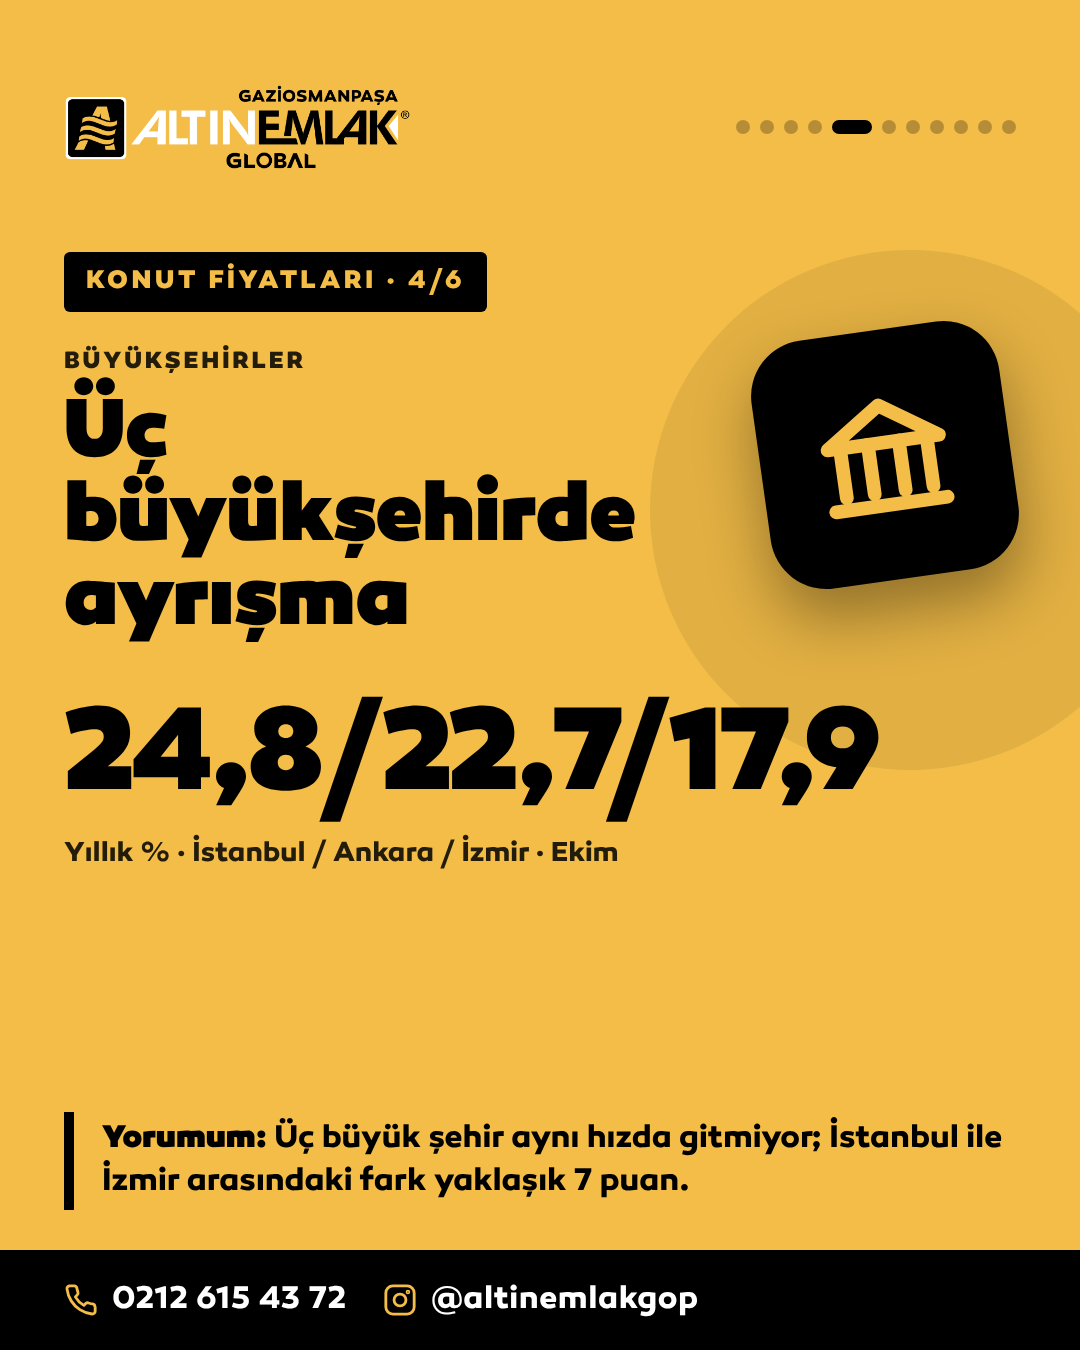 GAZİOSMANPAŞA
ALTINEMLAK®
GLOBAL
KONUT FİYATLARI · 4/6
BÜYÜKŞEHİRLER
Üç
büyükşehirde
ayrışma
24,8/22,7/17,9
Yıllık % · İstanbul / Ankara / İzmir · Ekim
Yorumum: Üç büyük şehir aynı hızda gitmiyor; İstanbul ile
İzmir arasındaki fark yaklaşık 7 puan.
0212 615 43 72 @altinemlakgop